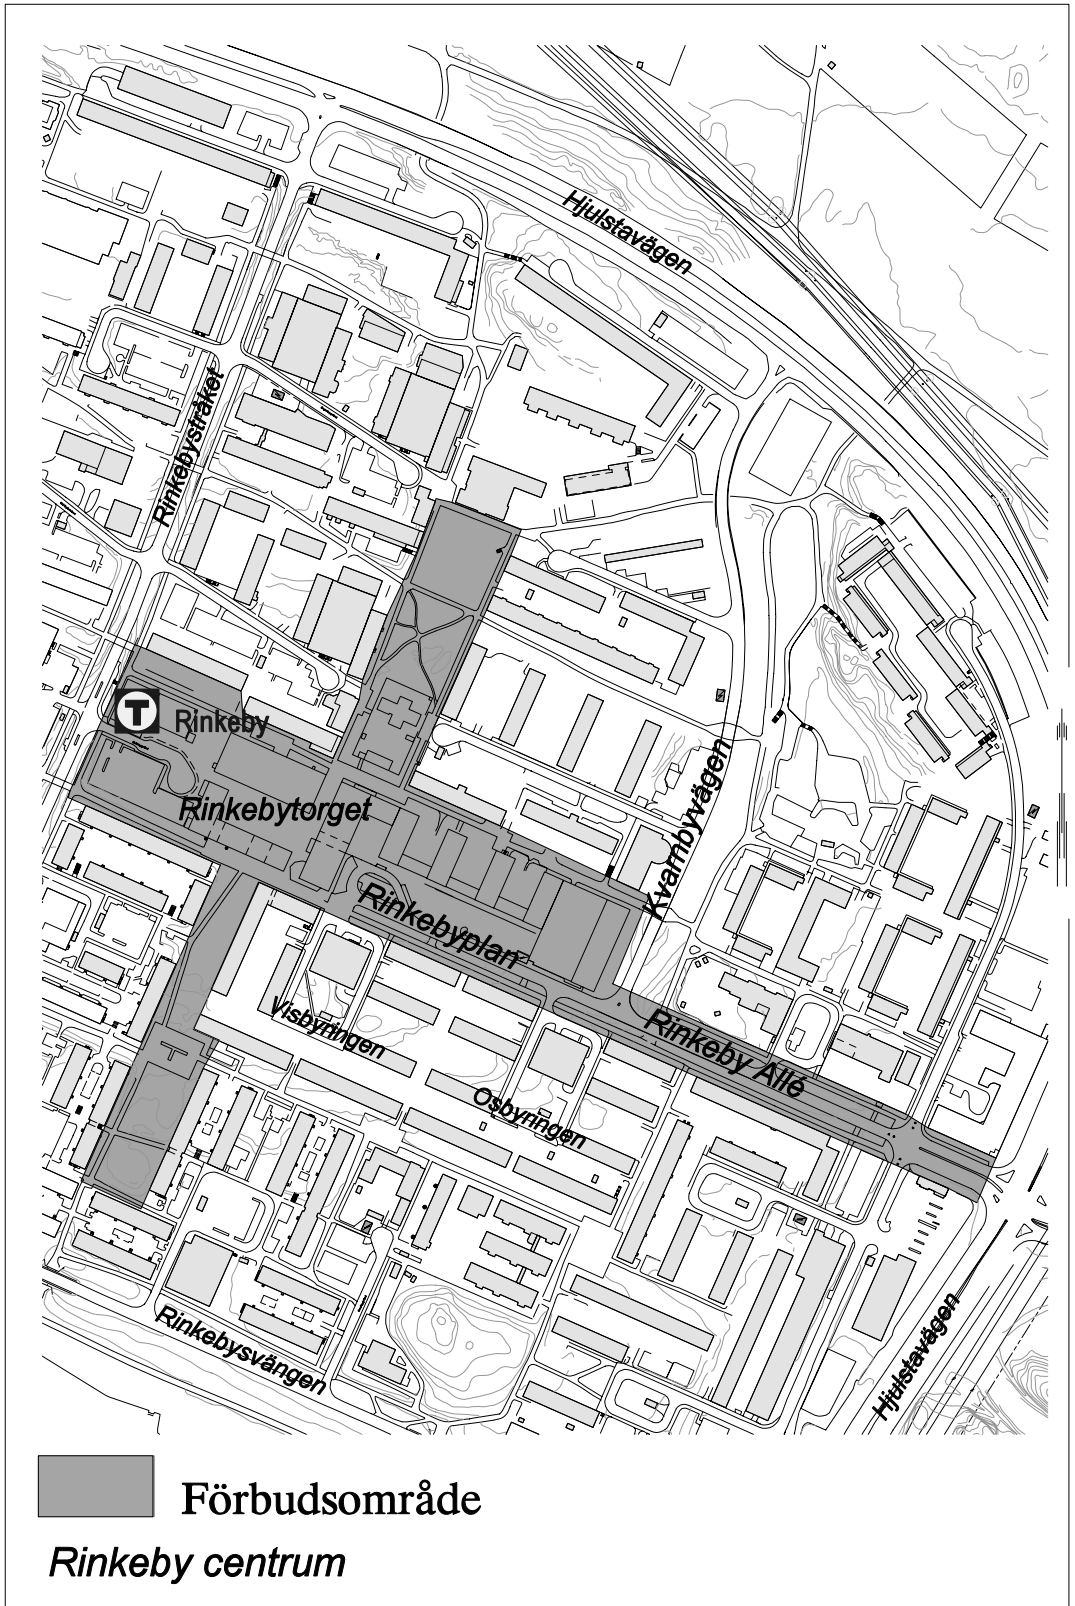 Hjulstavägen
Rinkebystråket
T Rinkeby
Rinkebytorget
Kvarnbyvägen
Rinkebyplan
Visbyringen
Rinkeby Allé
Osbyringen
Rinkebysvängen
Hjulstavägen
Förbudsområde
Rinkeby centrum